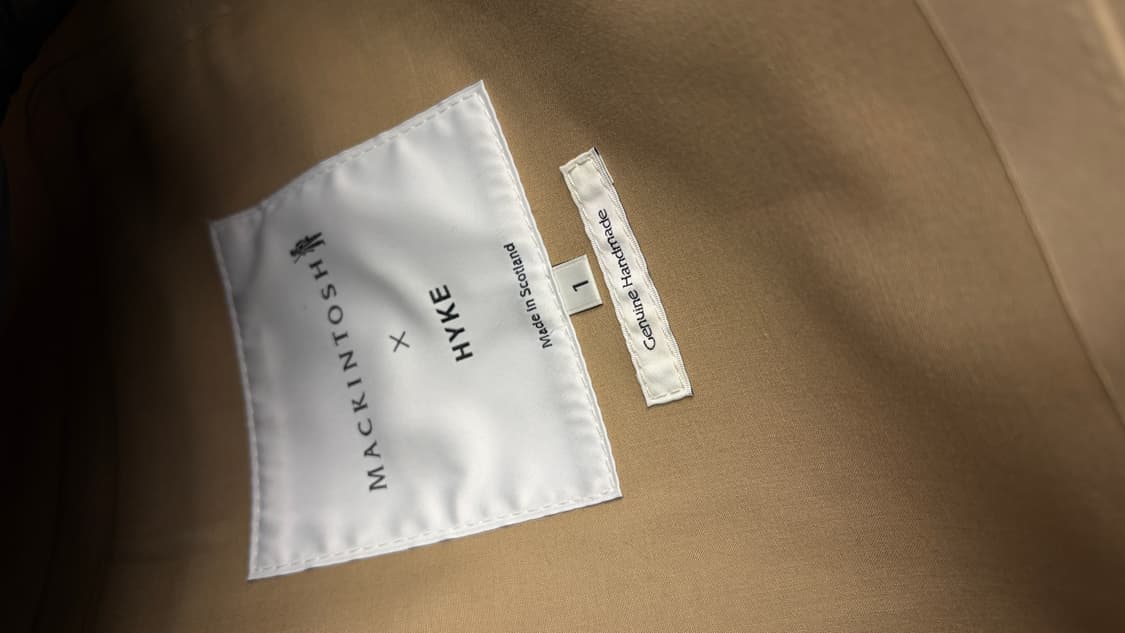 MACKINTOSH
X
HYKE
Made In Scotland
1
Genuine Handmade